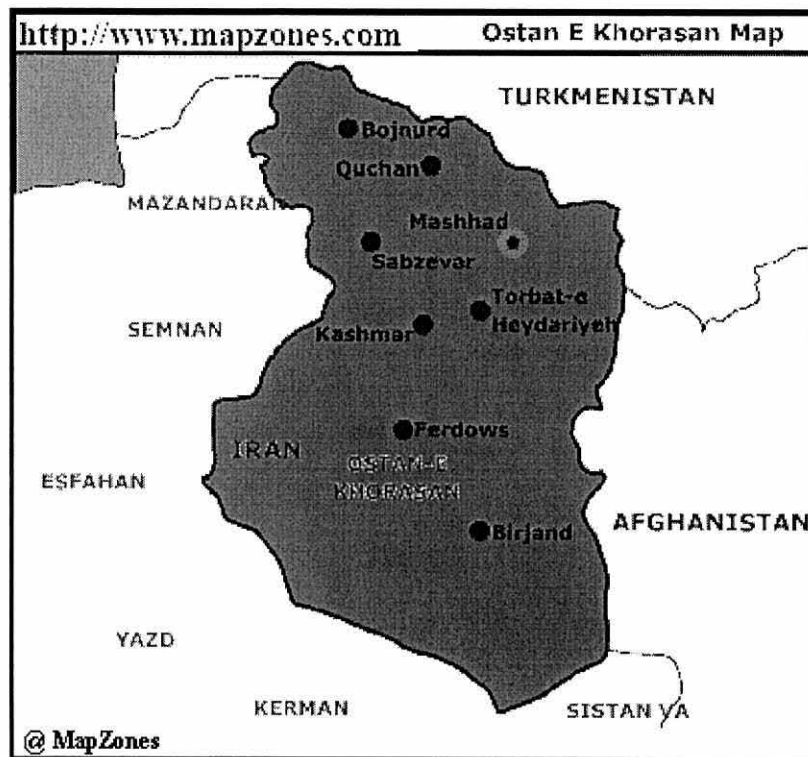 http://www.mapzones.com
Ostan E Khorasan Map
TURKMENISTAN
Bojnurd
Quchan
MAZANDARAN
Mashhad
Sabzevar
Torbat-e
Heydariyeh
SEMNAN
Kashmar
Ferdows
IRAN
OSTAN-E
KHORASAN
ESFAHAN
AFGHANISTAN
Birjand
YAZD
KERMAN
SISTAN VA
@ MapZones